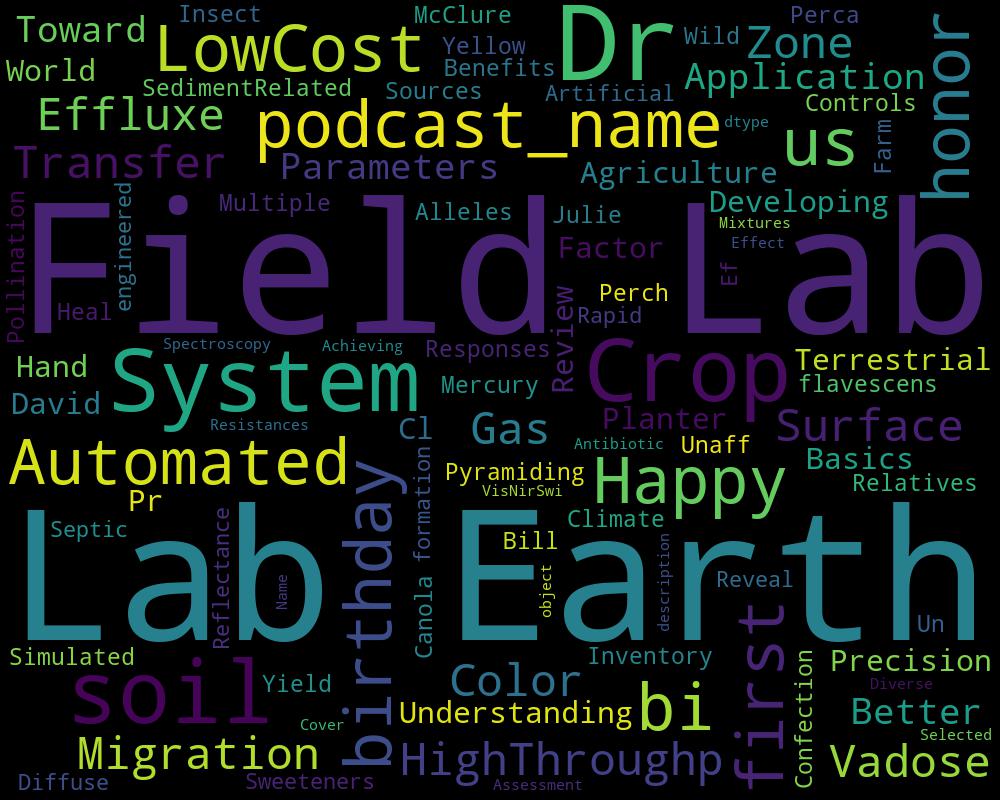 Toward
Insect
McClure
Dr
Perca
honor
LowCost
Yellow
Wild
Zone
World
Benefits
Application
SedimentRelated
Sources
Artificial
Controls
Effluxe
podcast_name
dtype
us
Farm
Transfer
Parameters
Agriculture
Pollination
engineered
Multiple
Alleles
Julie
Developing
Mixtures
Field Lab
Factor
Effect
Ef
Heal
Perch
Rapid
Review
Spectroscopy
Achieving
Responses
Crop
Terrestrial
Hand
System
Mercury
flavescens
David
Resistances
Cl
Gas
Planter
Surface
Automated
Antibiotic
Unaff
Basics
Pr
birthday
formation
Pyramiding
VisNirSwi
Happy
Relatives
Lab Earth
Septic
Reflectance
Name
Climate
Bill
object
description
Reveal
Un
Canola
first
Simulated
soil
Yield
Inventory
Confection
Precision
Color
Diverse
Cover
Understanding
bi
Better
Selected
Migration
HighThroughp
Vadose
Diffuse
Sweeteners
Assessment